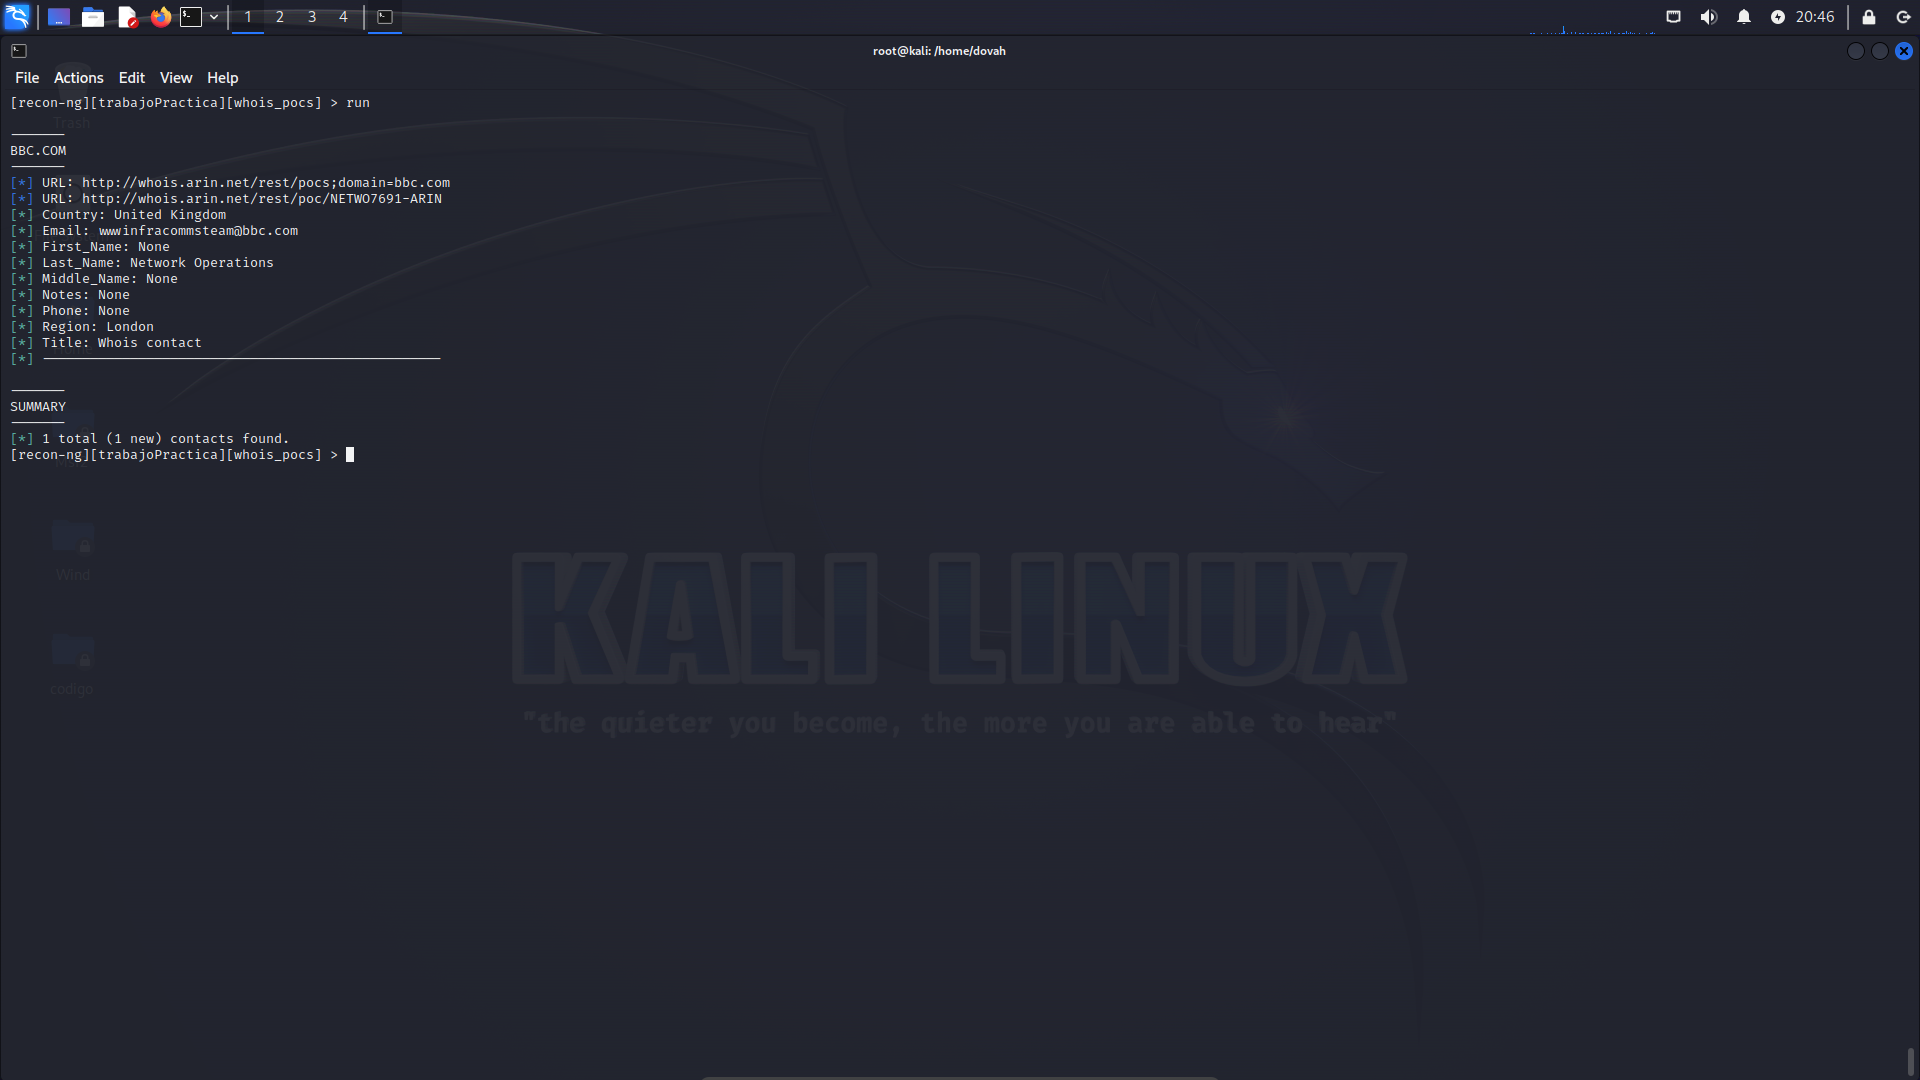 1 2 3 4
20:46
root@kali: /home/dovah
File Actions Edit View Help
[recon-ng][trabajoPractica][whois_pocs] > run
Trash
-------
BBC.COM
-------
[*] URL: http://whois.arin.net/rest/pocs;domain=bbc.com
[*] URL: http://whois.arin.net/rest/poc/NETWO7691-ARIN
[*] Country: United Kingdom
[*] Email: wwwinfracommsteam@bbc.com
[*] First_Name: None
[*] Last_Name: Network Operations
[*] Middle_Name: None
[*] Notes: None
[*] Phone: None
[*] Region: London
[*] Title: Whois contact
[*] --------------------------------------------------
-------
SUMMARY
-------
[*] 1 total (1 new) contacts found.
[recon-ng][trabajoPractica][whois_pocs] >
Wind
codigo
KALI LINUX
"the quieter you become, the more you are able to hear"